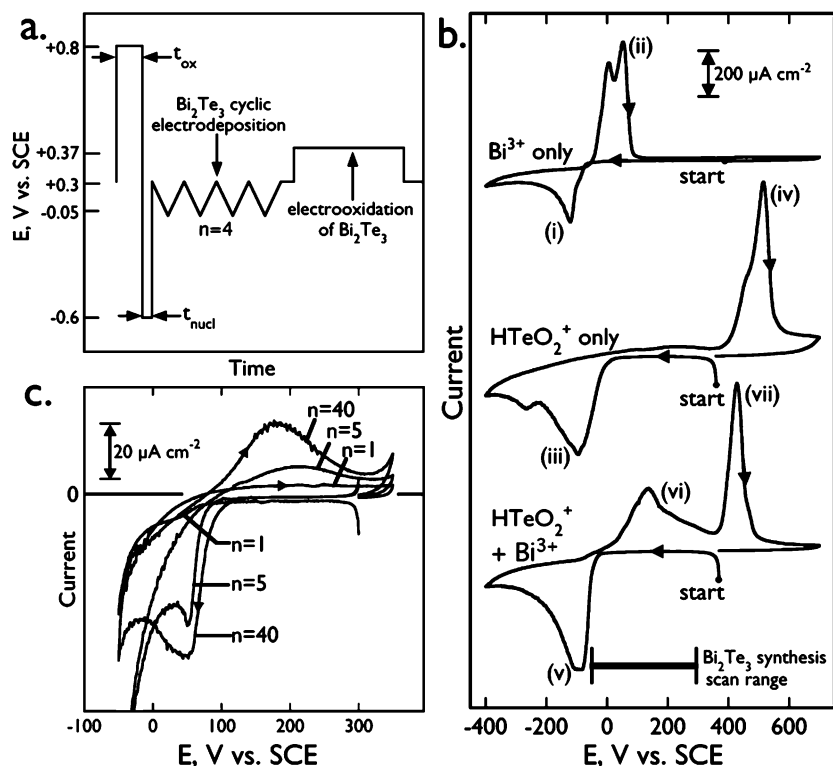 a.
E, V vs. SCE
+0.8
+0.37
+0.3
-0.05
-0.6
tox
Bi2Te3 cyclic
electrodeposition
n=4
electrooxidation
of Bi2Te3
tnucl
Time
b.
Current
(ii)
200 μA cm-2
Bi3+ only
start
(i)
(iv)
HTeO2+ only
start
(iii)
(vii)
(vi)
HTeO2+
+ Bi3+
start
(v)
Bi2Te3 synthesis
scan range
-400 -200 0 200 400 600
E, V vs. SCE
c.
Current
20 μA cm-2
n=40
n=5
n=1
0
n=1
n=5
n=40
-100 0 100 200 300
E, V vs. SCE